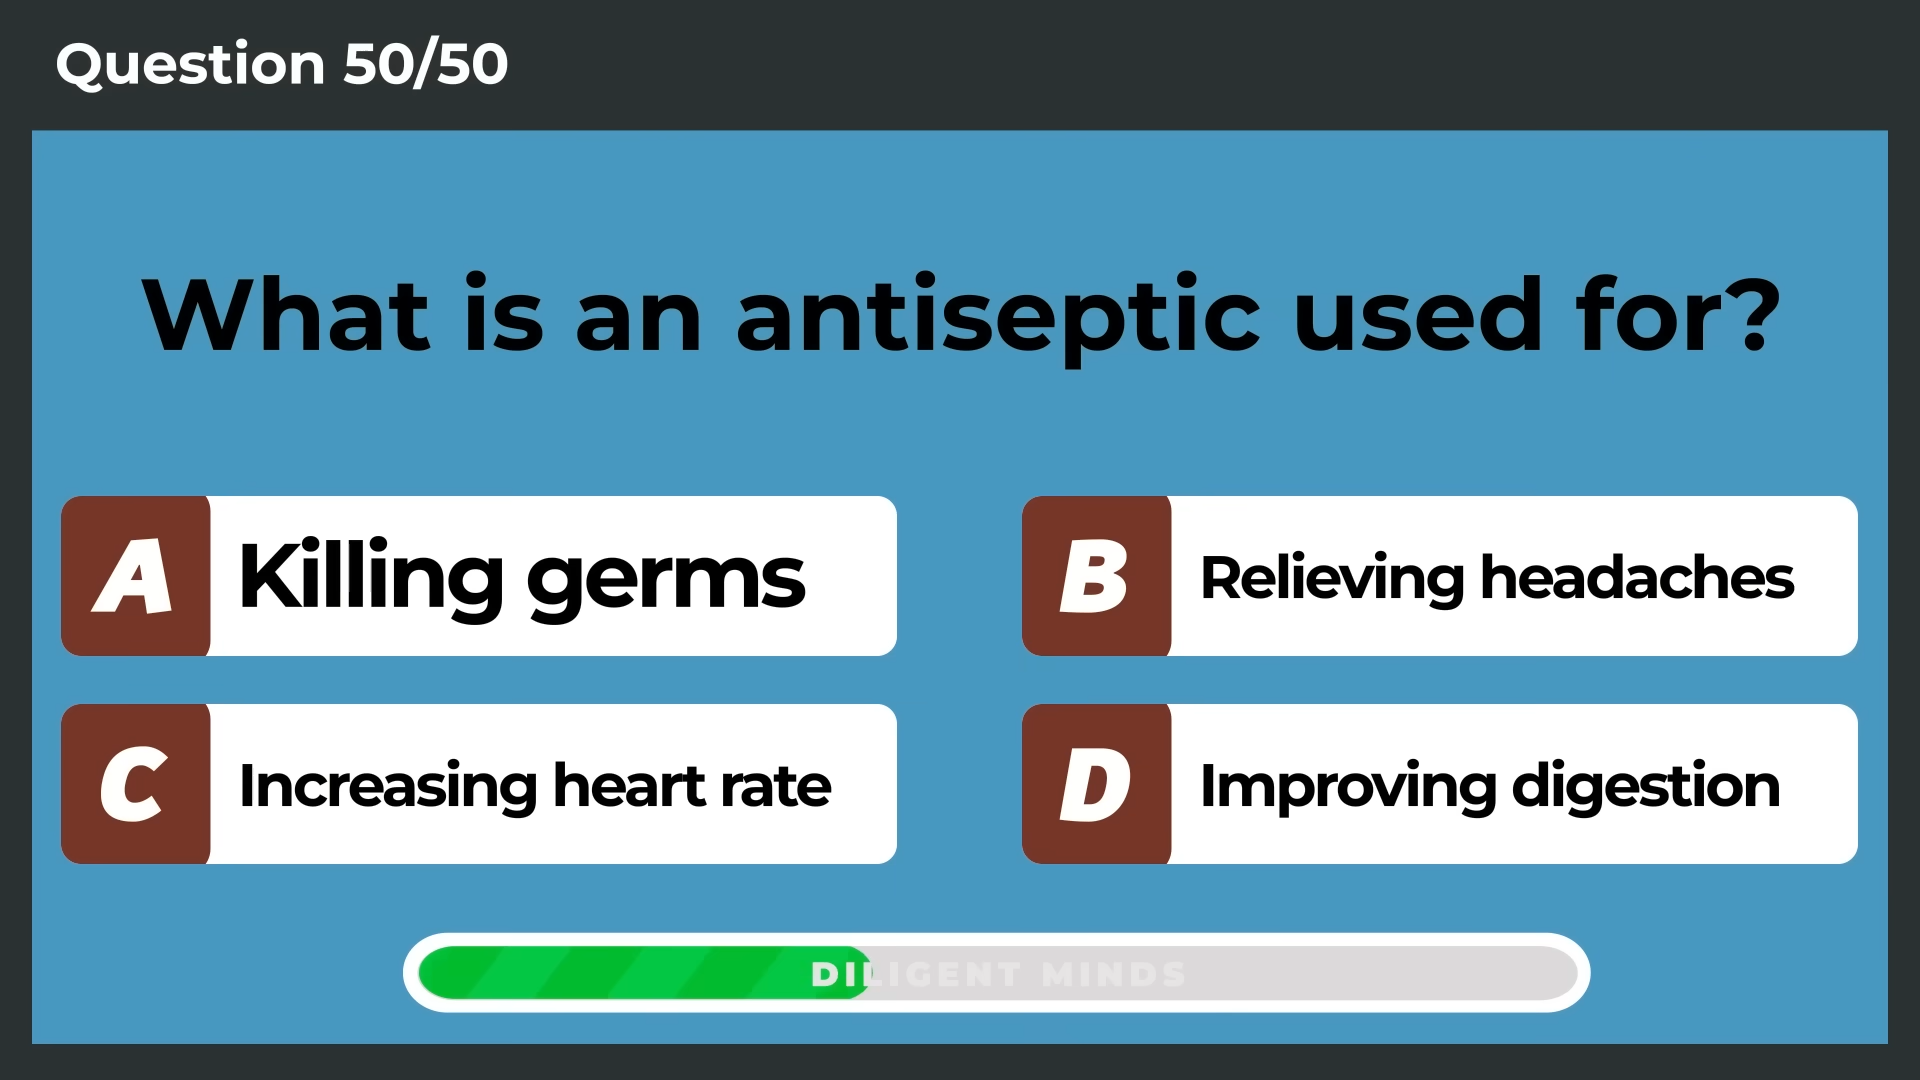 Question 50/50
What is an antiseptic used for?
A Killing germs
B Relieving headaches
C Increasing heart rate
D Improving digestion
DILIGENT MINDS